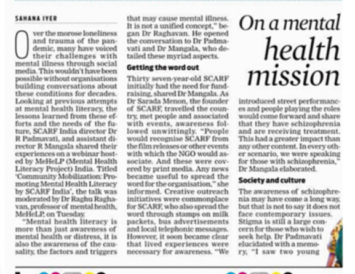 On a mental
health
mission
SAHANA IYER
Over the morose loneliness
and trauma of the pan-
demic, many have voiced
their challenges with
mental illness through social
media. This wouldn't have been
possible without organisations
building conversations about
these conditions for decades.
Looking at previous attempts
of mental health literacy, the
lessons learned from these ef-
forts and the needs of the fu-
ture, SCARF India director Dr
R Padmavati, and assistant di-
rector R Mangala shared their
experiences on a webinar host-
ed by MeHeLP (Mental Health
Literacy Project) India. Titled
'Community Mobilization: Pro-
moting Mental Health Literacy
by SCARF India', the talk was
moderated by Dr Raghu Ragha-
van, professor of mental health,
MeHeLP, on Tuesday.
"Mental health literacy is
more than just awareness of
mental health or distress, it is
also the awareness of the cau-
sality, the factors and triggers
that may cause mental illness.
It is not a unified concept," be-
gan Dr Raghavan. He opened
the conversation to Dr Padma-
vati and Dr Mangala, who de-
tailed these myriad aspects.
Getting the word out
Thirty seven-year-old SCARF
initially had the need for fund-
raising, shared Dr Mangala. As
Dr Sarada Menon, the founder
of SCARF, travelled the coun-
try, met people and associated
with events, awareness fol-
lowed unwittingly. "People
would recognise SCARF from
the film releases or other events
with which the NGO would as-
sociate. And these were cov-
ered by print media. Any news
became useful to spread the
word for the organisation," she
informed. Creative outreach
initiatives were commonplace
for SCARF, who also spread the
word through stamps on milk
packets, bus advertisements
and local telephonic messages.
However, it soon became clear
that lived experiences were
necessary for awareness. "We
introduced street performanc-
es and people playing the roles
would come forward and share
that they have schizophrenia
and are receiving treatment.
This had a greater impact than
any other content. In every oth-
er scenario, we were speaking
for those with schizophrenia,"
Dr Mangala elaborated.
Society and culture
The awareness of schizophre-
nia may have come a long way,
but that is not to say it does not
face contemporary issues.
Stigma is still a large con-
cern for those who wish to
seek help. Dr Padmavati
elucidated with a memo-
ry, "I saw two young